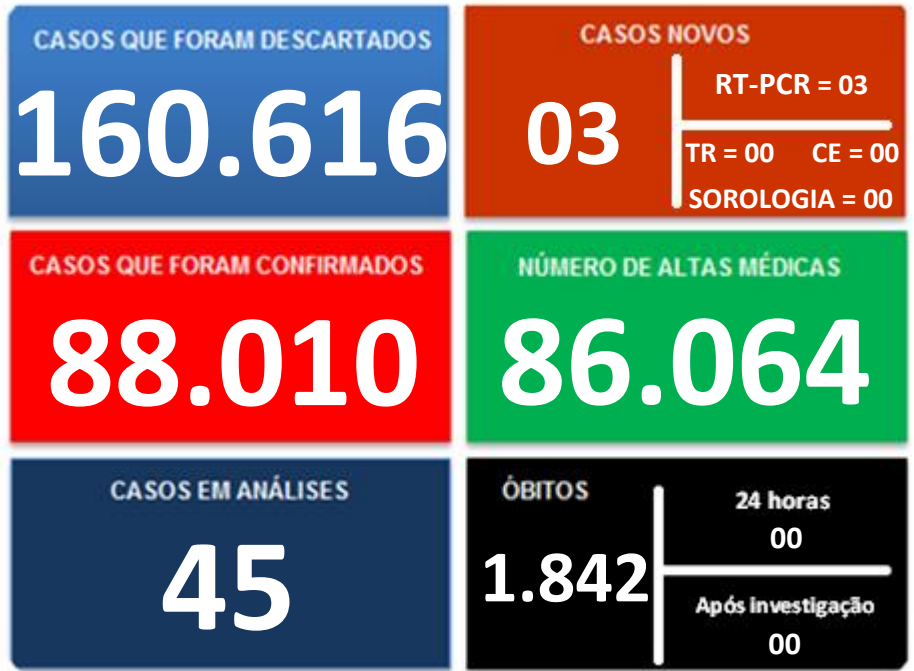 CASOS QUE FORAM DESCARTADOS
160.616
CASOS NOVOS
03
RT-PCR = 03
TR = 00 CE = 00
SOROLOGIA = 00
CASOS QUE FORAM CONFIRMADOS
88.010
NÚMERO DE ALTAS MÉDICAS
86.064
CASOS EM ANÁLISES
45
ÓBITOS
1.842
24 horas
00
Após investigação
00